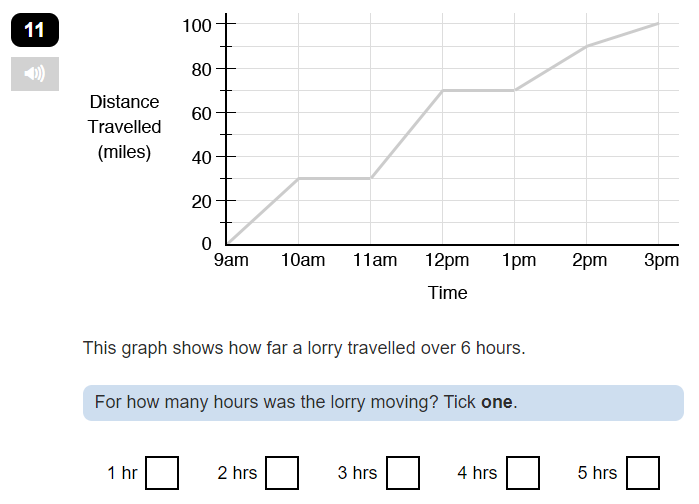 11
100
80
Distance
Travelled
(miles)
60
40
20
0
9am 10am 11am 12pm 1pm 2pm 3pm
Time
This graph shows how far a lorry travelled over 6 hours.
For how many hours was the lorry moving? Tick one.
1 hr 2 hrs 3 hrs 4 hrs 5 hrs